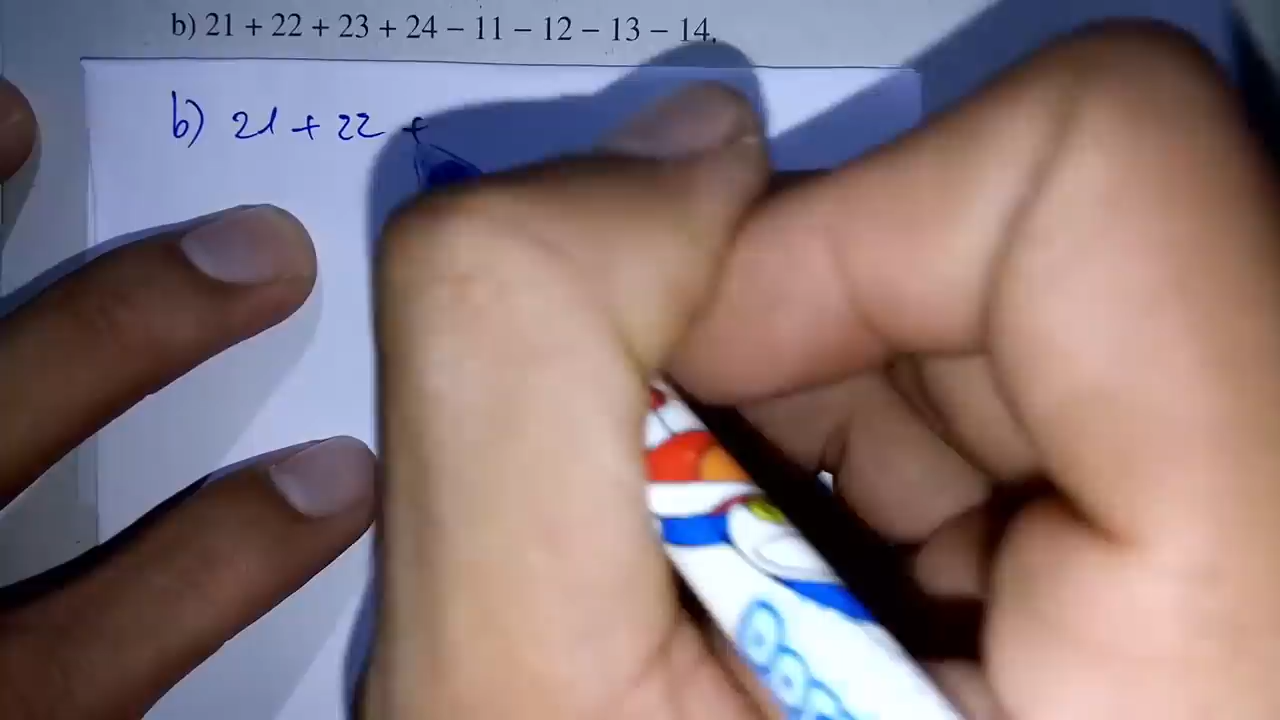 b) 21 + 22 + 23 + 24 – 11 – 12 – 13 – 14.
b) 21 + 22 +